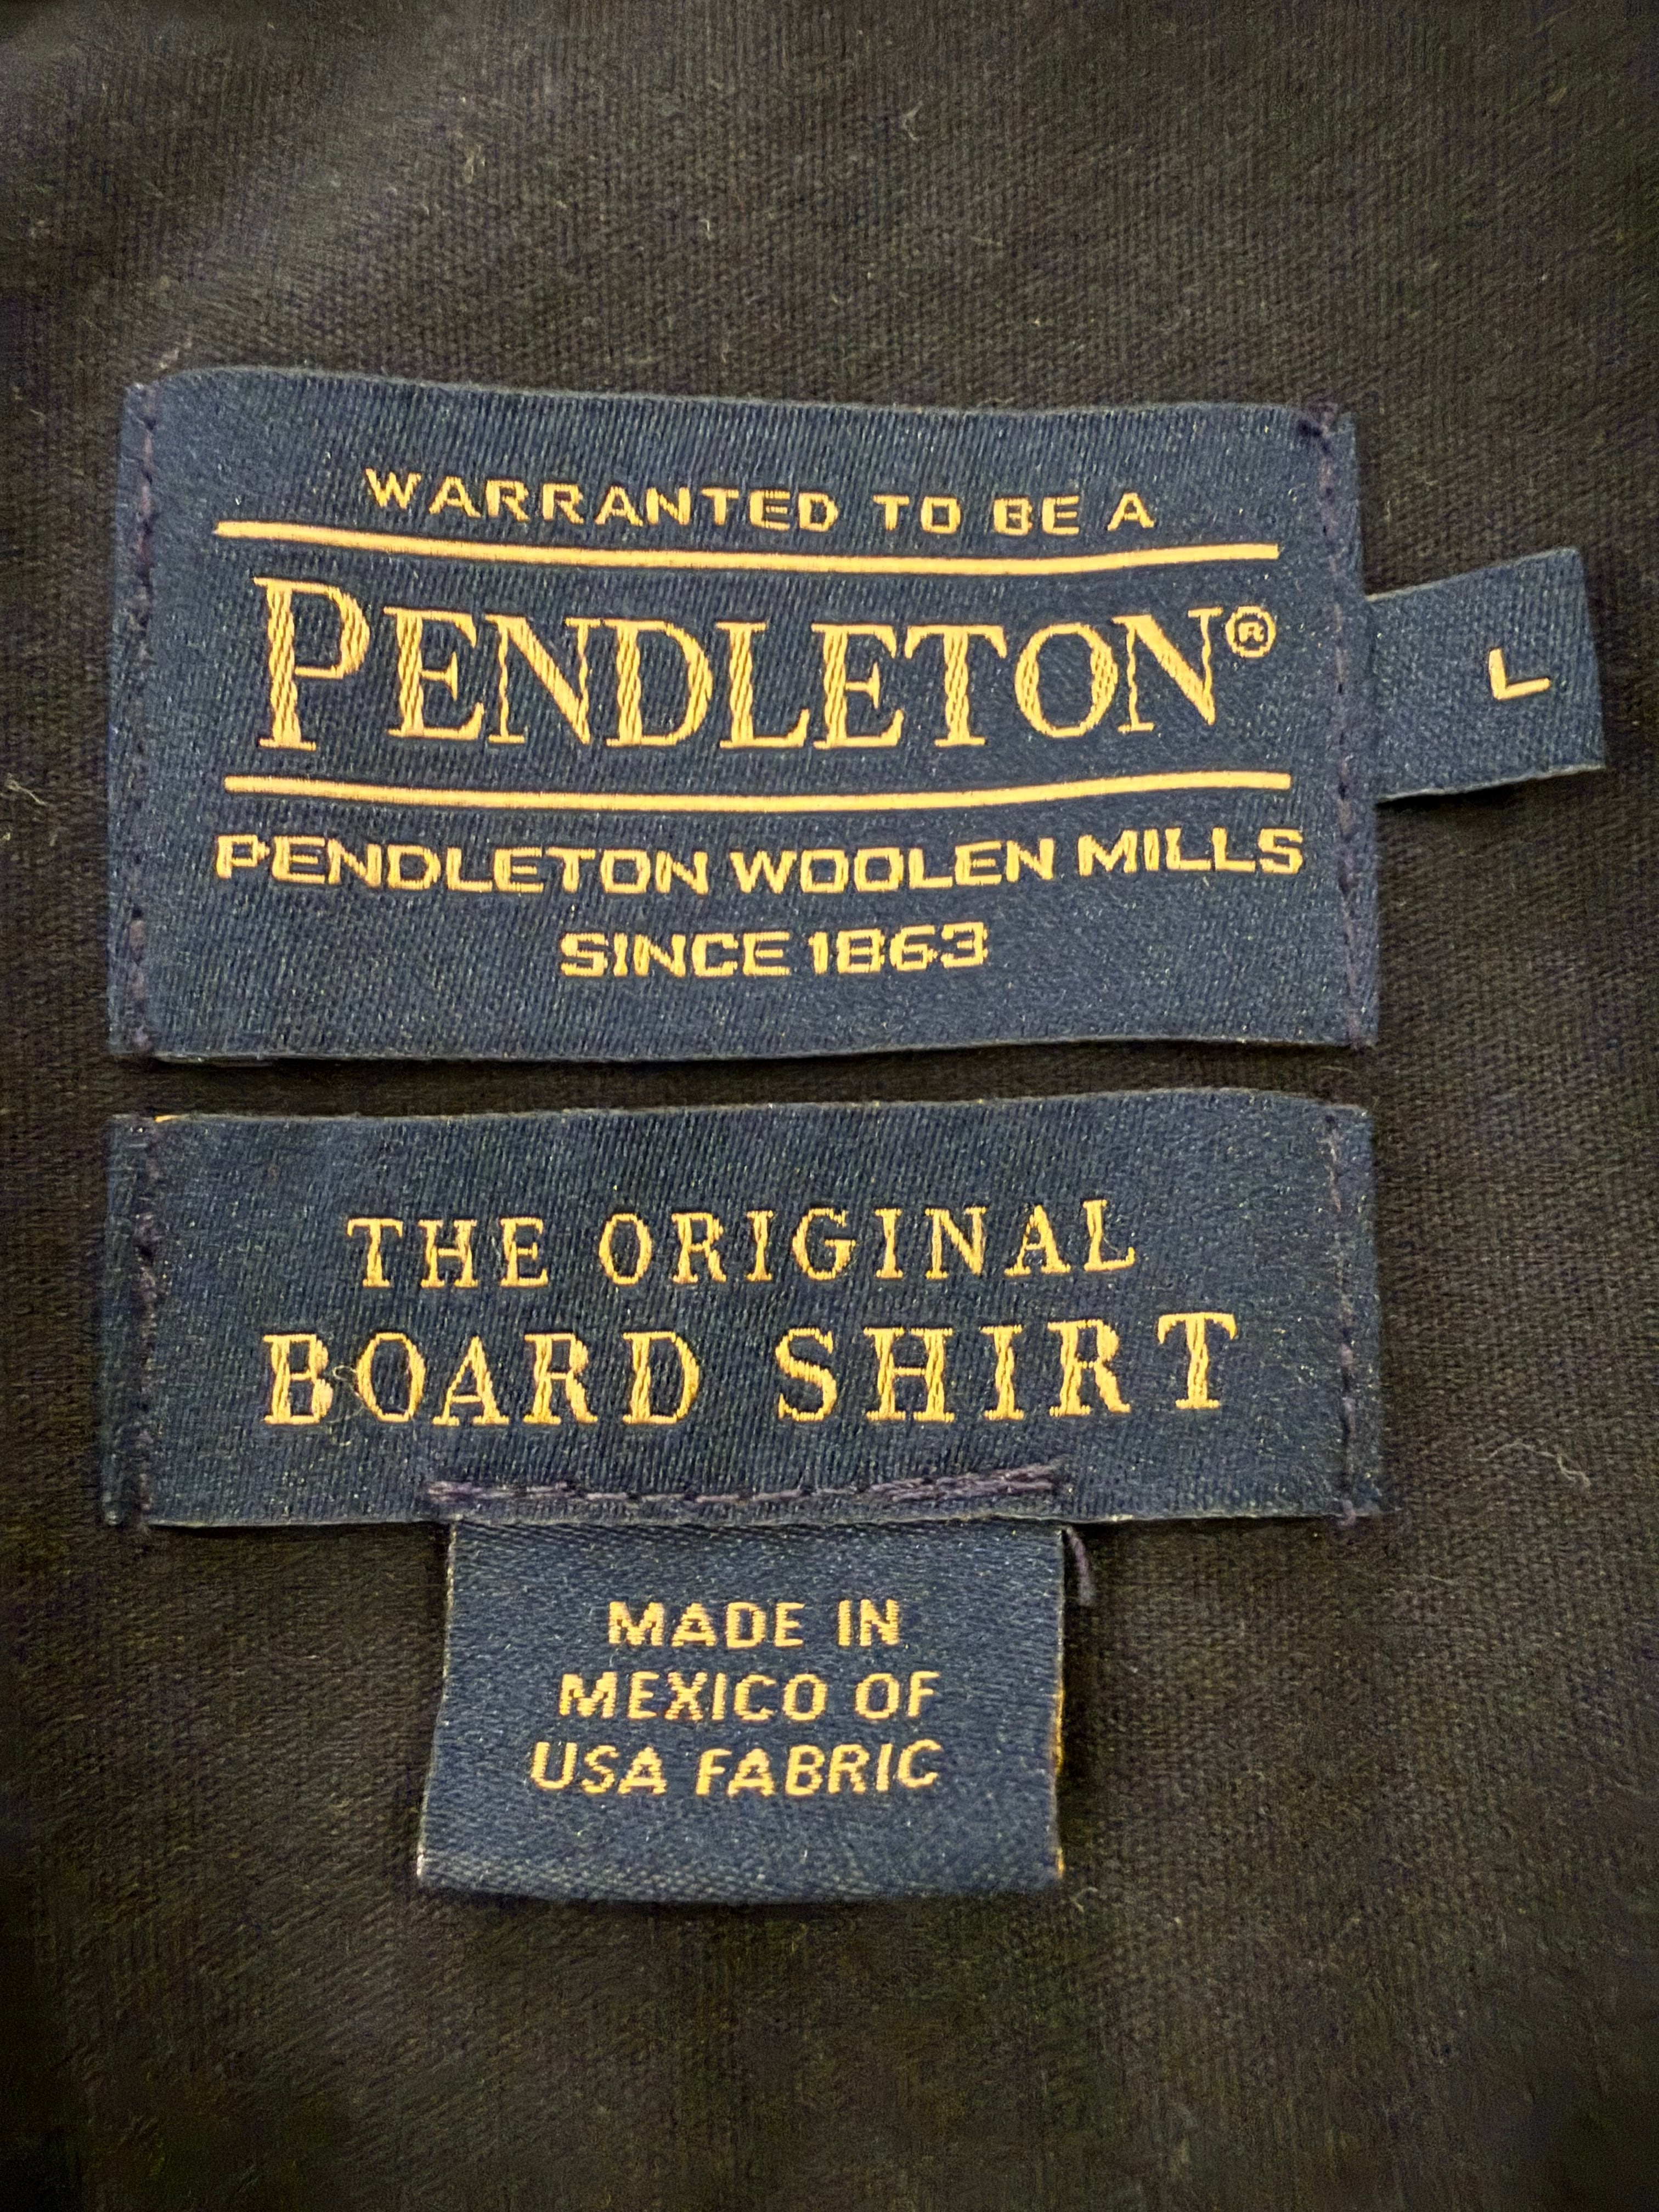 WARRANTED TO BE A
PENDLETON®
L
PENDLETON WOOLEN MILLS
SINCE 1863
THE ORIGINAL
BOARD SHIRT
MADE IN
MEXICO OF
USA FABRIC